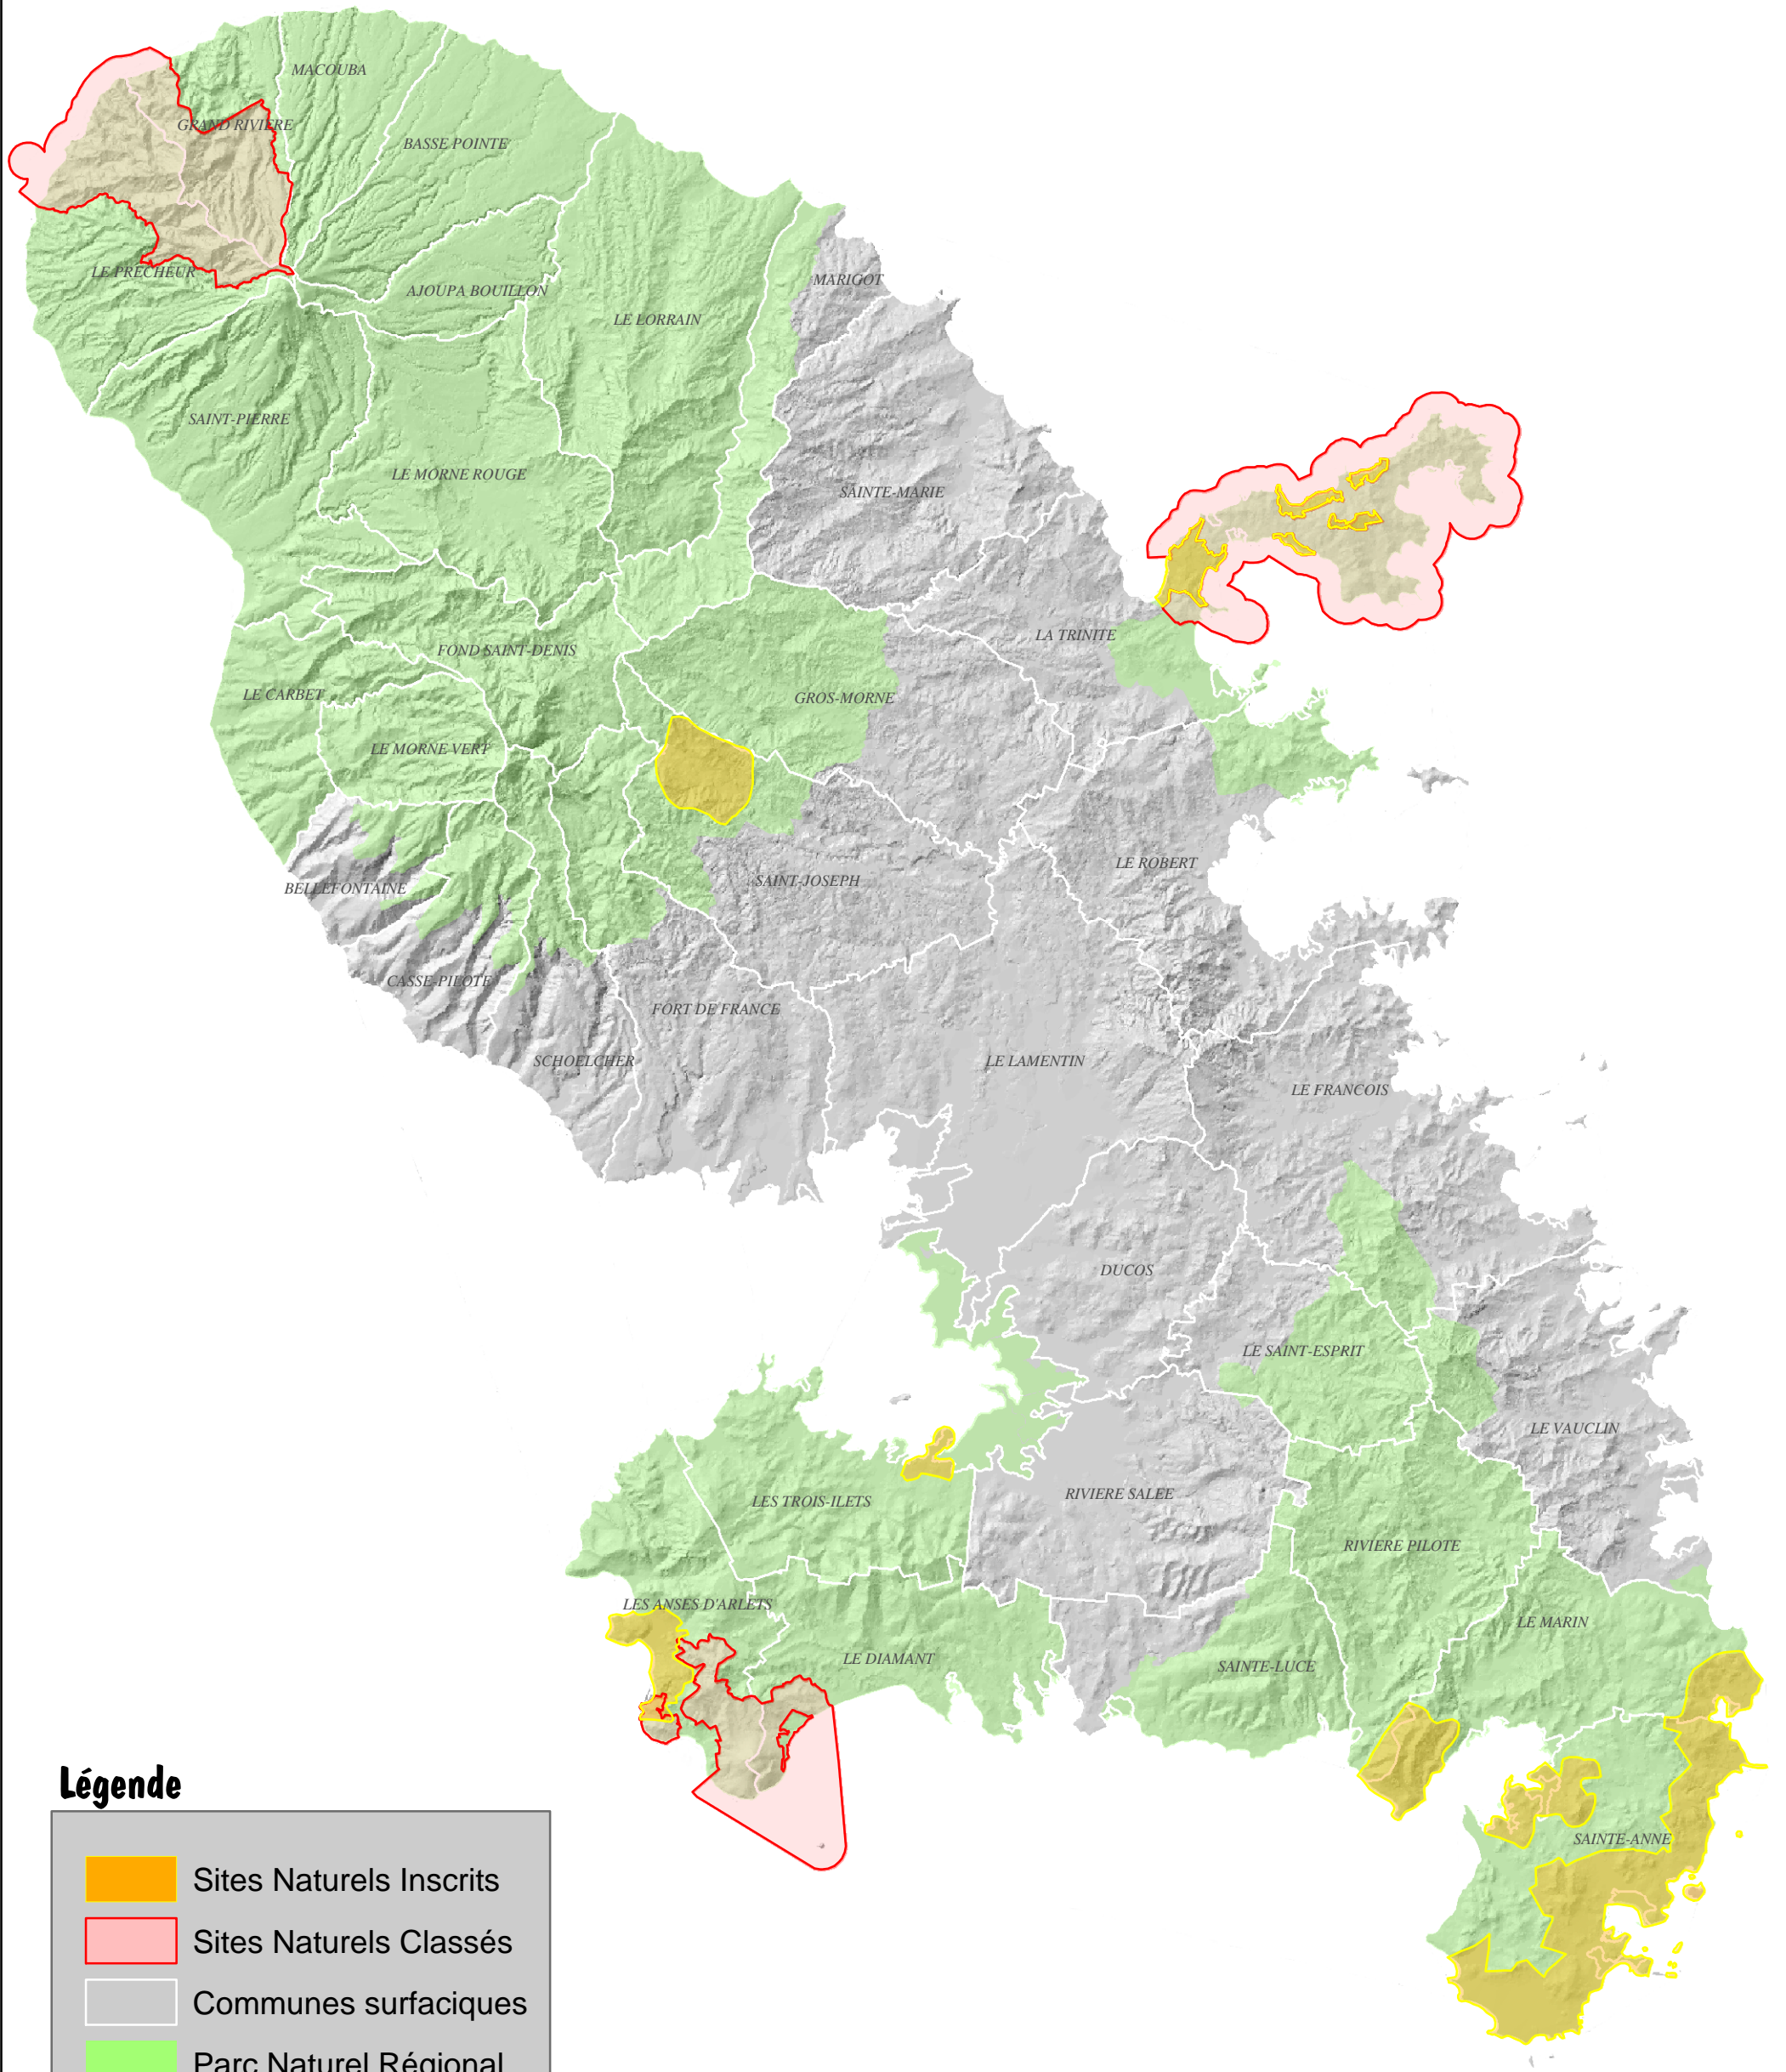 MACOUBA
GRAND RIVIERE
BASSE POINTE
LE PRECHEUR
AJOUPA BOUILLON
MARIGOT
LE LORRAIN
SAINT-PIERRE
LE MORNE ROUGE
SAINTE-MARIE
LA TRINITE
FOND SAINT-DENIS
LE CARBET
GROS-MORNE
LE MORNE VERT
LE ROBERT
BELLEFONTAINE
SAINT-JOSEPH
CASSE-PILOTE
FORT DE FRANCE
SCHOELCHER
LE LAMENTIN
LE FRANCOIS
DUCOS
LE SAINT-ESPRIT
LE VAUCLIN
LES TROIS-ILETS
RIVIERE SALEE
RIVIERE PILOTE
LES ANSES D'ARLETS
LE MARIN
LE DIAMANT
SAINTE-LUCE
SAINTE-ANNE
Légende
Sites Naturels Inscrits
Sites Naturels Classés
Communes surfaciques
Parc Naturel Régional